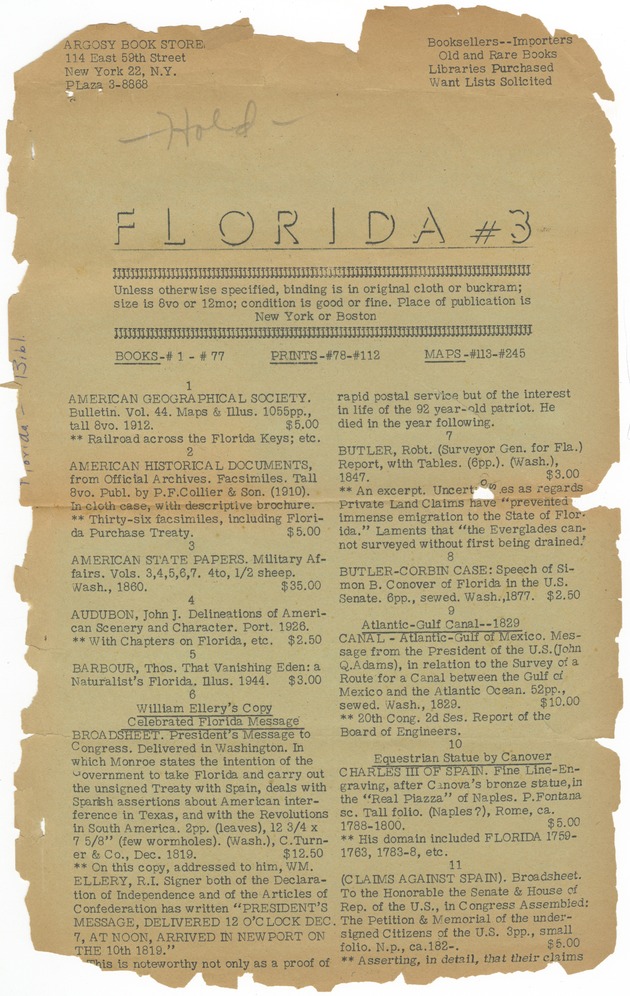 ARGOSY BOOK STORE
114 East 59th Street
New York 22, N.Y.
PLaza 3-8868
Booksellers--Importers
Old and Rare Books
Libraries Purchased
Want Lists Solicited
- Hold -
FLORIDA #3
Unless otherwise specified, binding is in original cloth or buckram;
size is 8vo or 12mo; condition is good or fine. Place of publication is
New York or Boston
BOOKS-# 1 - # 77 PRINTS-#78-#112 MAPS-#113-#245
Florida - Bibl.
1
AMERICAN GEOGRAPHICAL SOCIETY.
Bulletin. Vol. 44. Maps & Illus. 1055pp.,
tall 8vo. 1912. $5.00
** Railroad across the Florida Keys; etc.
2
AMERICAN HISTORICAL DOCUMENTS,
from Official Archives. Facsimiles. Tall
8vo. Publ. by P.F.Collier & Son. (1910).
In cloth case, with descriptive brochure.
** Thirty-six facsimiles, including Flori-
da Purchase Treaty. $5.00
3
AMERICAN STATE PAPERS. Military Af-
fairs. Vols. 3,4,5,6,7. 4to, 1/2 sheep.
Wash., 1860. $35.00
4
AUDUBON, John J. Delineations of Ameri-
can Scenery and Character. Port. 1926.
** With Chapters on Florida, etc. $2.50
5
BARBOUR, Thos. That Vanishing Eden: a
Naturalist's Florida. Illus. 1944. $3.00
6
William Ellery's Copy
Celebrated Florida Message
BROADSHEET. President's Message to
Congress. Delivered in Washington. In
which Monroe states the intention of the
Government to take Florida and carry out
the unsigned Treaty with Spain, deals with
Spanish assertions about American inter-
ference in Texas, and with the Revolutions
in South America. 2pp. (leaves), 12 3/4 x
7 5/8" (few wormholes). (Wash.), C.Turn-
er & Co., Dec. 1819. $12.50
** On this copy, addressed to him, WM.
ELLERY, R.I. Signer both of the Declara-
tion of Independence and of the Articles of
Confederation has written "PRESIDENT'S
MESSAGE, DELIVERED 12 O'CLOCK DEC.
7, AT NOON, ARRIVED IN NEWPORT ON
THE 10th 1819."
This is noteworthy not only as a proof of
rapid postal service but of the interest
in life of the 92 year-old patriot. He
died in the year following.
7
BUTLER, Robt. (Surveyor Gen. for Fla.)
Report, with Tables. (6pp.). (Wash.),
1847. $3.00
** An excerpt. es as regards
Private Land Claims have "prevented
immense emigration to the State of Flor-
ida." Laments that "the Everglades can-
not surveyed without first being drained."
8
BUTLER-CORBIN CASE: Speech of Si-
mon B. Conover of Florida in the U.S.
Senate. 6pp., sewed. Wash.,1877. $2.50
9
Atlantic-Gulf Canal--1829
CANAL - Atlantic-Gulf of Mexico. Mes-
sage from the President of the U.S.(John
Q.Adams), in relation to the Survey of a
Route for a Canal between the Gulf of
Mexico and the Atlantic Ocean. 52pp.,
sewed. Wash., 1829. $10.00
** 20th Cong. 2d Ses. Report of the
Board of Engineers.
10
Equestrian Statue by Canover
CHARLES III OF SPAIN. Fine Line-En-
graving, after Canova's bronze statue,in
the "Real Piazza" of Naples. P.Fontana
sc. Tall folio. (Naples?), Rome, ca.
1788-1800. $5.00
** His domain included FLORIDA 1759-
1763, 1783-8, etc.
11
(CLAIMS AGAINST SPAIN). Broadsheet.
To the Honorable the Senate & House of
Rep. of the U.S., in Congress Assembled:
The Petition & Memorial of the under-
signed Citizens of the U.S. 3pp., small
folio. N.p., ca.182-. $5.00
** Asserting, in detail, that their claims